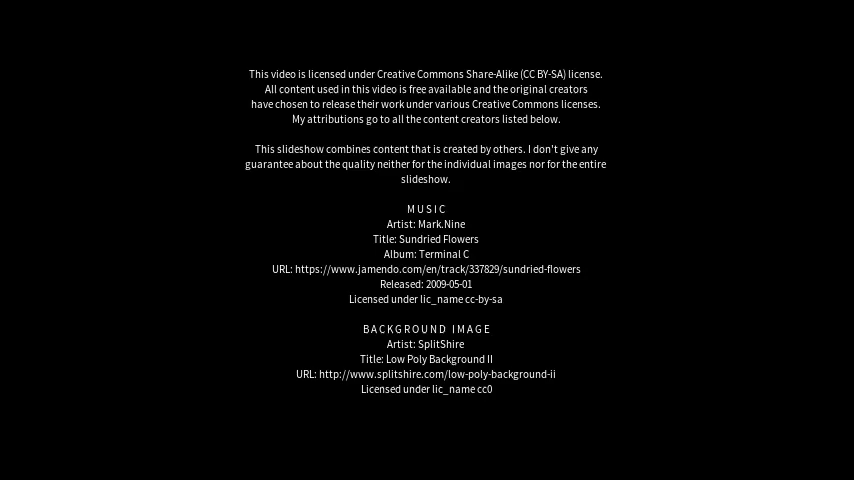 This video is licensed under Creative Commons Share-Alike (CC BY-SA) license.
All content used in this video is free available and the original creators
have chosen to release their work under various Creative Commons licenses.
My attributions go to all the content creators listed below.
This slideshow combines content that is created by others. I don't give any
guarantee about the quality neither for the individual images nor for the entire
slideshow.
MUSIC
Artist: Mark.Nine
Title: Sundried Flowers
Album: Terminal C
URL: https://www.jamendo.com/en/track/337829/sundried-flowers
Released: 2009-05-01
Licensed under lic_name cc-by-sa
BACKGROUND IMAGE
Artist: SplitShire
Title: Low Poly Background II
URL: http://www.splitshire.com/low-poly-background-ii
Licensed under lic_name cc0